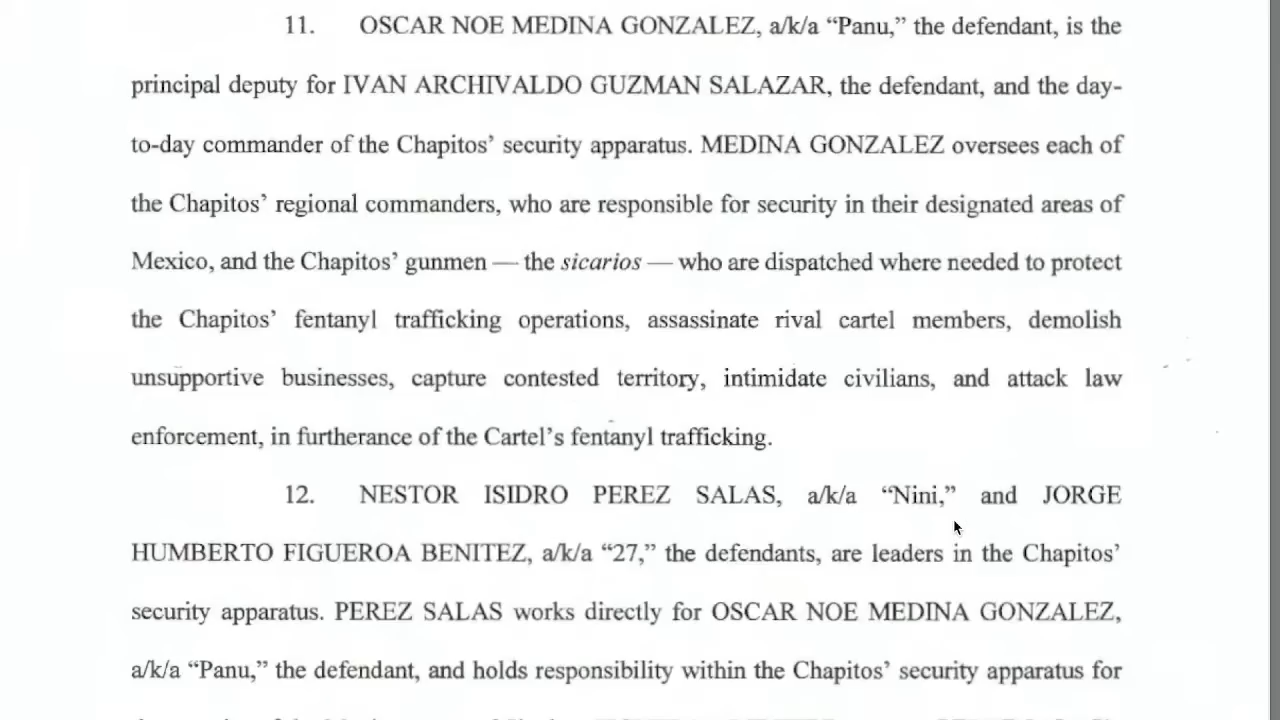 11. OSCAR NOE MEDINA GONZALEZ, a/k/a “Panu,” the defendant, is the
principal deputy for IVAN ARCHIVALDO GUZMAN SALAZAR, the defendant, and the day-
to-day commander of the Chapitos’ security apparatus. MEDINA GONZALEZ oversees each of
the Chapitos’ regional commanders, who are responsible for security in their designated areas of
Mexico, and the Chapitos’ gunmen — the sicarios — who are dispatched where needed to protect
the Chapitos’ fentanyl trafficking operations, assassinate rival cartel members, demolish
unsupportive businesses, capture contested territory, intimidate civilians, and attack law
enforcement, in furtherance of the Cartel’s fentanyl trafficking.
12. NESTOR ISIDRO PEREZ SALAS, a/k/a “Nini,” and JORGE
HUMBERTO FIGUEROA BENITEZ, a/k/a “27,” the defendants, are leaders in the Chapitos’
security apparatus. PEREZ SALAS works directly for OSCAR NOE MEDINA GONZALEZ,
a/k/a “Panu,” the defendant, and holds responsibility within the Chapitos’ security apparatus for